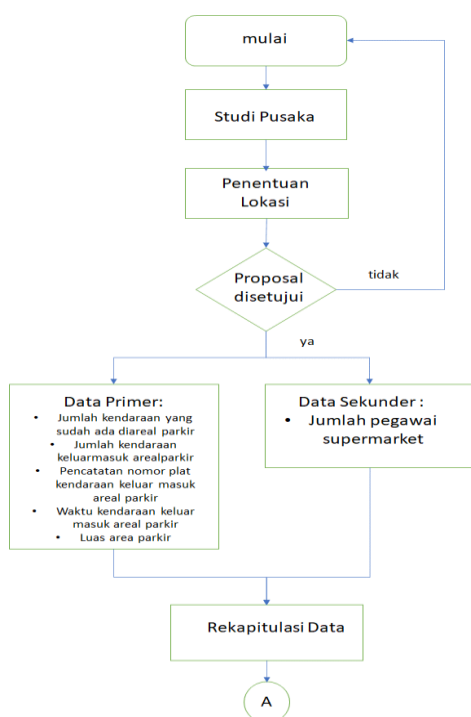 mulai
Studi Pusaka
Penentuan
Lokasi
Proposal
disetujui
tidak
ya
Data Primer:
• Jumlah kendaraan yang
sudah ada diareal parkir
• Jumlah kendaraan
keluarmasuk arealparkir
• Pencatatan nomor plat
kendaraan keluar masuk
areal parkir
• Waktu kendaraan keluar
masuk areal parkir
• Luas area parkir
Data Sekunder :
• Jumlah pegawai
supermarket
Rekapitulasi Data
A